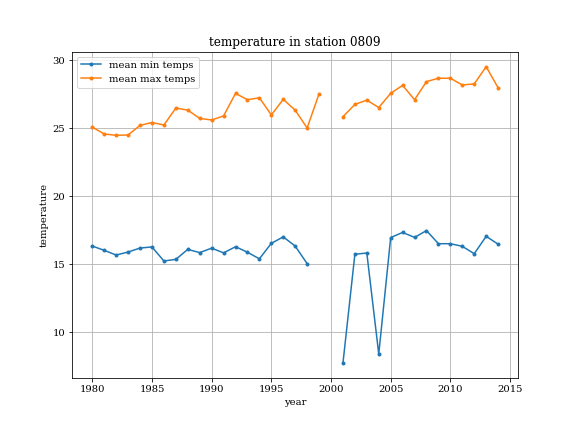 temperature in station 0809
mean min temps
mean max temps
30
25
20
15
10
temperature
1980 1985 1990 1995 2000 2005 2010 2015
year